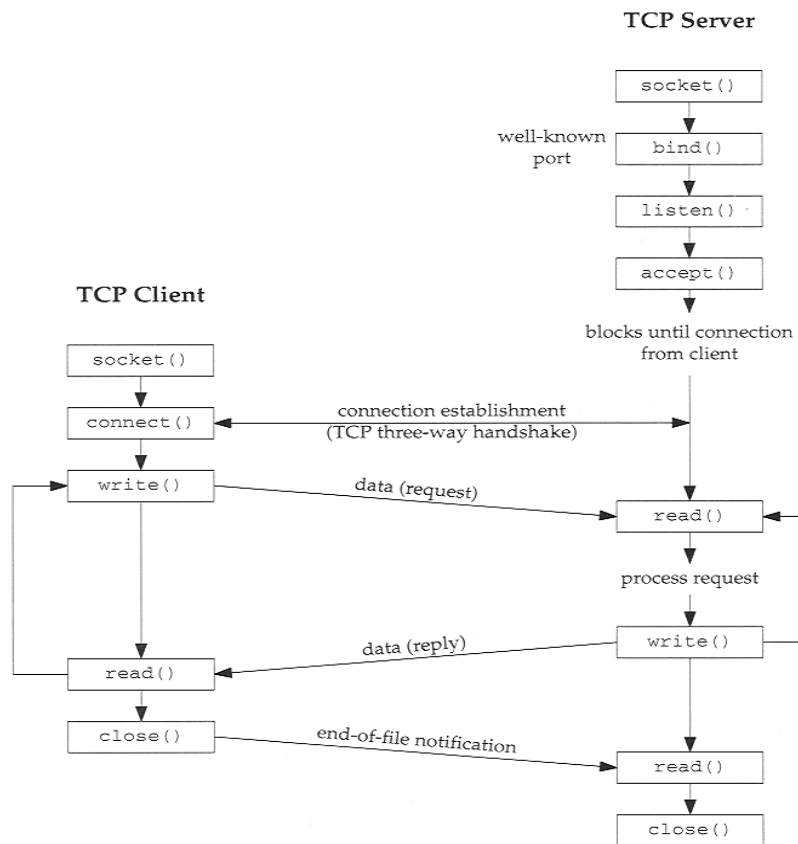 TCP Server
socket()
well-known
port
bind()
listen()
accept()
TCP Client
blocks until connection
from client
socket()
connect()
connection establishment
(TCP three-way handshake)
write()
data (request)
read()
process request
write()
data (reply)
read()
close()
end-of-file notification
read()
close()